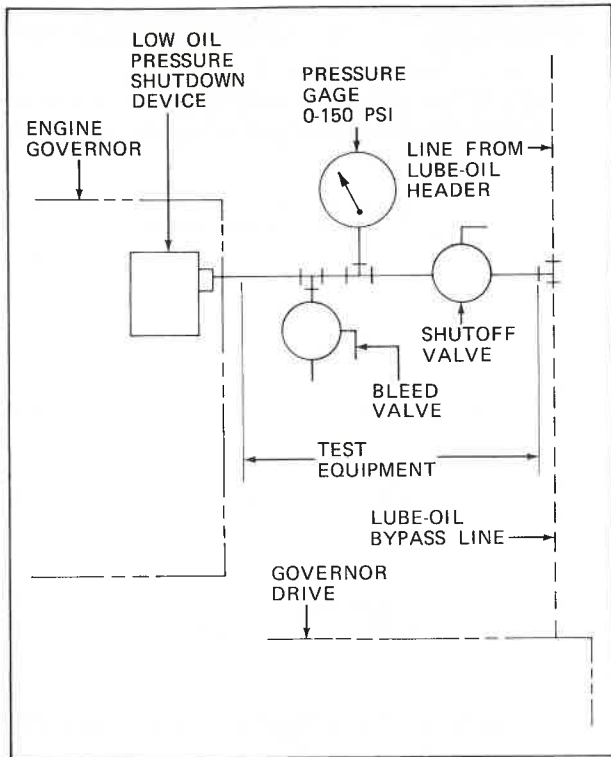 LOW OIL
PRESSURE
SHUTDOWN
DEVICE
PRESSURE
GAGE
0-150 PSI
ENGINE
GOVERNOR
LINE FROM
LUBE-OIL
HEADER
SHUTOFF
VALVE
BLEED
VALVE
TEST
EQUIPMENT
LUBE-OIL
BYPASS LINE
GOVERNOR
DRIVE